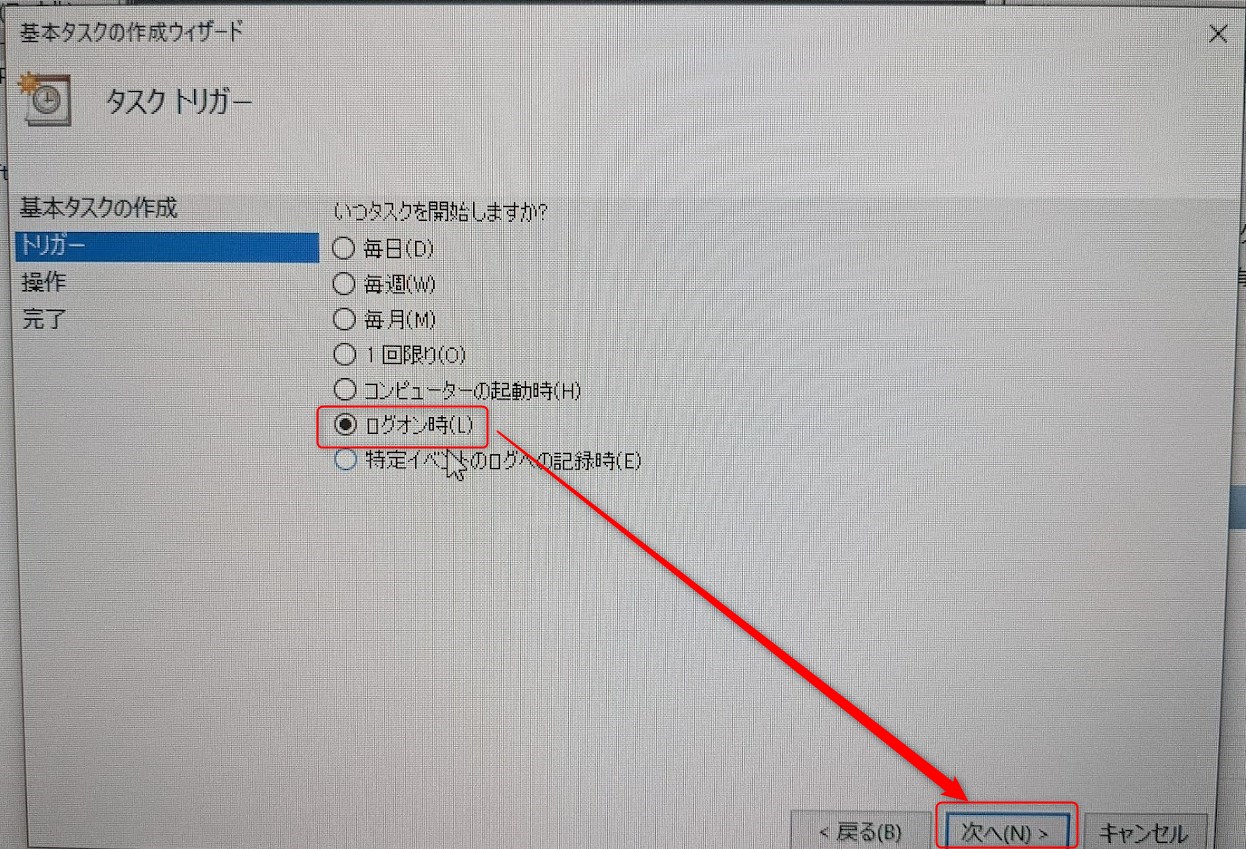 基本タスクの作成ウィザード
タスク トリガー
基本タスクの作成
トリガー
操作
完了
いつタスクを開始しますか?
毎日(D)
毎週(W)
毎月(M)
1 回限り(O)
コンピューターの起動時(H)
ログオン時(L)
特定イベントのログへの記録時(E)
< 戻る(B)
次へ(N) >
キャンセル